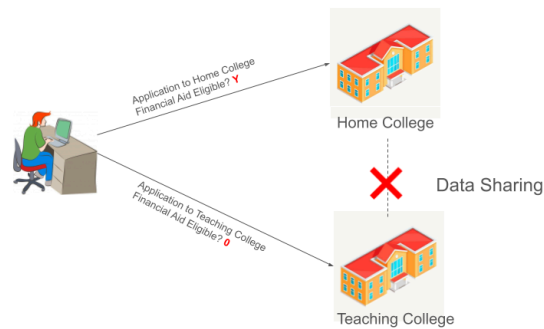 Application to Home College
Financial Aid Eligible? Y
Home College
Data Sharing
Application to Teaching College
Financial Aid Eligible? 0
Teaching College